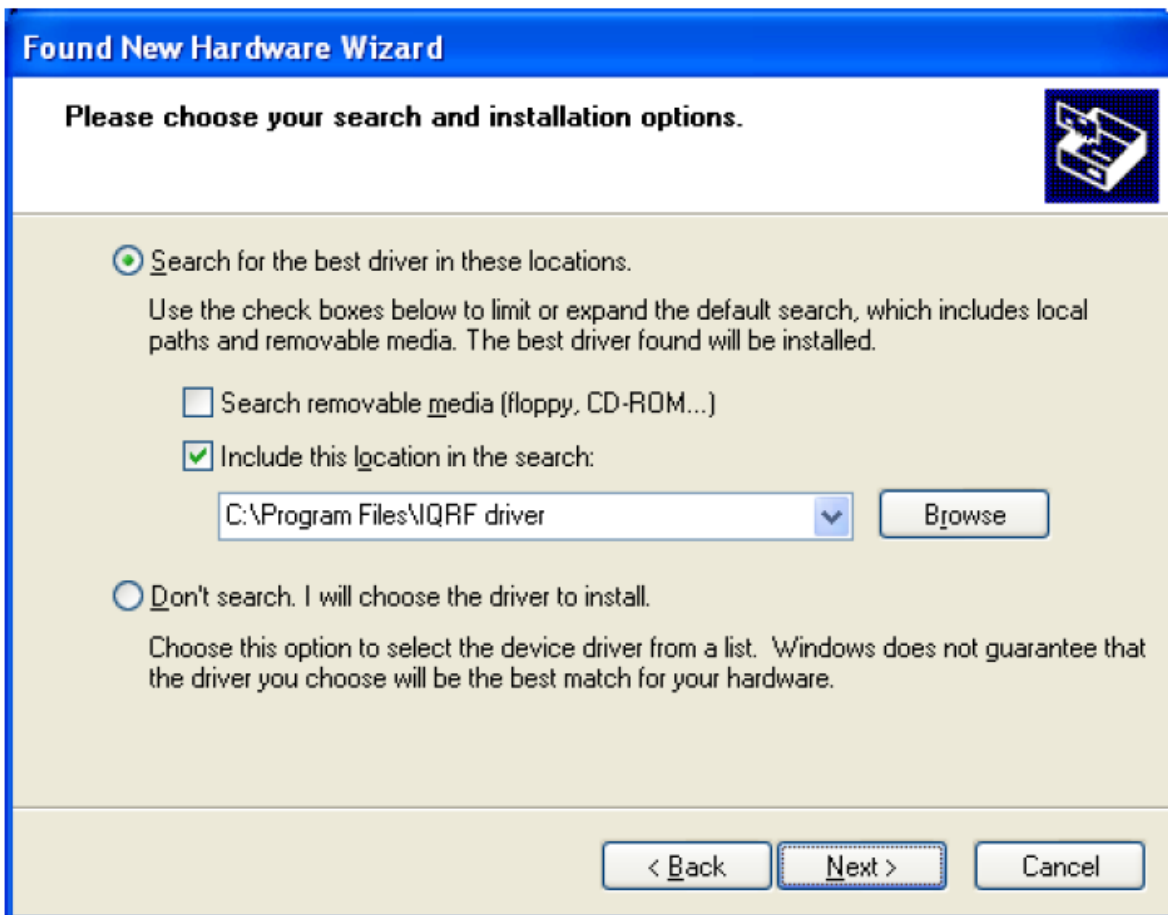 Found New Hardware Wizard
Please choose your search and installation options.
Search for the best driver in these locations.
Use the check boxes below to limit or expand the default search, which includes local
paths and removable media. The best driver found will be installed.
Search removable media (floppy, CD-ROM...)
Include this location in the search:
C:\Program Files\IQRF driver
Browse
Don't search. I will choose the driver to install.
Choose this option to select the device driver from a list.  Windows does not guarantee that
the driver you choose will be the best match for your hardware.
< Back
Next >
Cancel